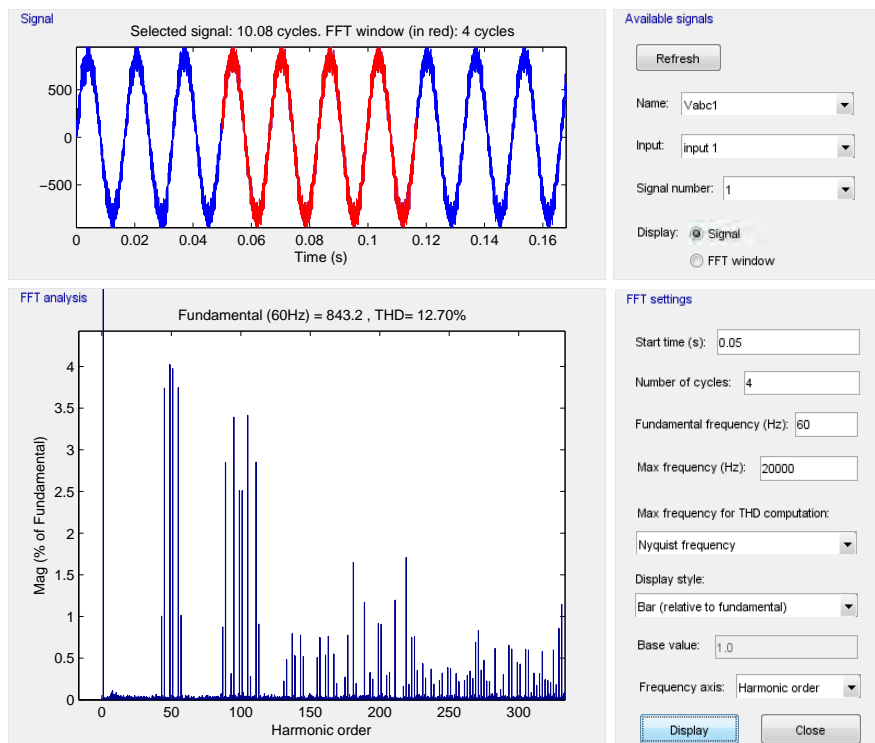 Signal
Selected signal: 10.08 cycles. FFT window (in red): 4 cycles
500
0
−500
0 0.02 0.04 0.06 0.08 0.1 0.12 0.14 0.16
Time (s)
Available signals
Refresh
Name: Vabc1
Input: input 1
Signal number: 1
Display: Signal
FFT window
FFT analysis
Fundamental (60Hz) = 843.2 , THD= 12.70%
Mag (% of Fundamental)
4
3.5
3
2.5
2
1.5
1
0.5
0
0 50 100 150 200 250 300
Harmonic order
FFT settings
Start time (s): 0.05
Number of cycles: 4
Fundamental frequency (Hz): 60
Max frequency (Hz): 20000
Max frequency for THD computation:
Nyquist frequency
Display style:
Bar (relative to fundamental)
Base value: 1.0
Frequency axis: Harmonic order
Display Close